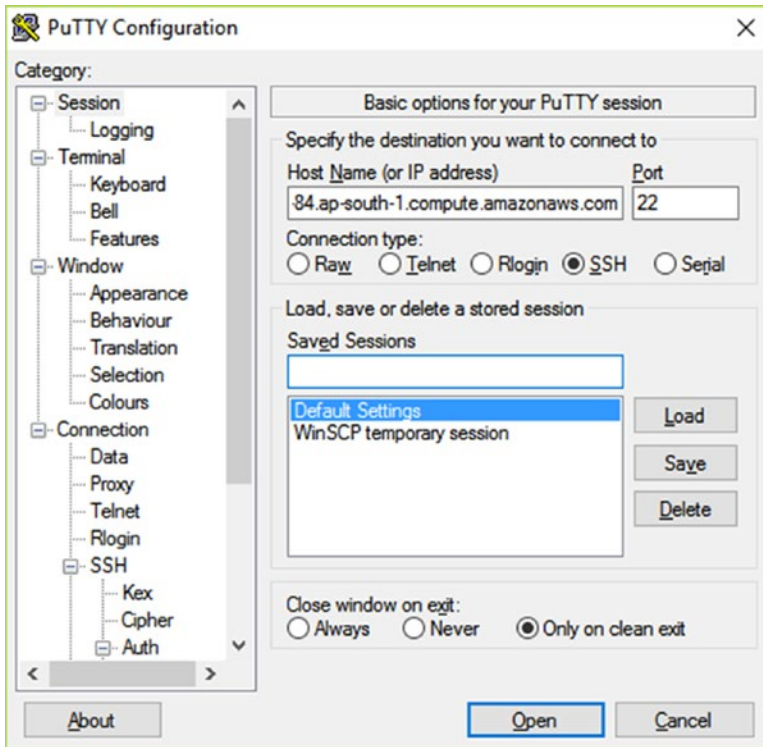 PuTTY Configuration
Category:
Session
Logging
Terminal
Keyboard
Bell
Features
Window
Appearance
Behaviour
Translation
Selection
Colours
Connection
Data
Proxy
Telnet
Rlogin
SSH
Kex
Cipher
Auth
Basic options for your PuTTY session
Specify the destination you want to connect to
Host Name (or IP address) Port
84.ap-south-1.compute.amazonaws.com 22
Connection type:
Raw Telnet Rlogin SSH Serial
Load, save or delete a stored session
Saved Sessions
Default Settings
WinSCP temporary session
Load
Save
Delete
Close window on exit:
Always Never Only on clean exit
About Open Cancel